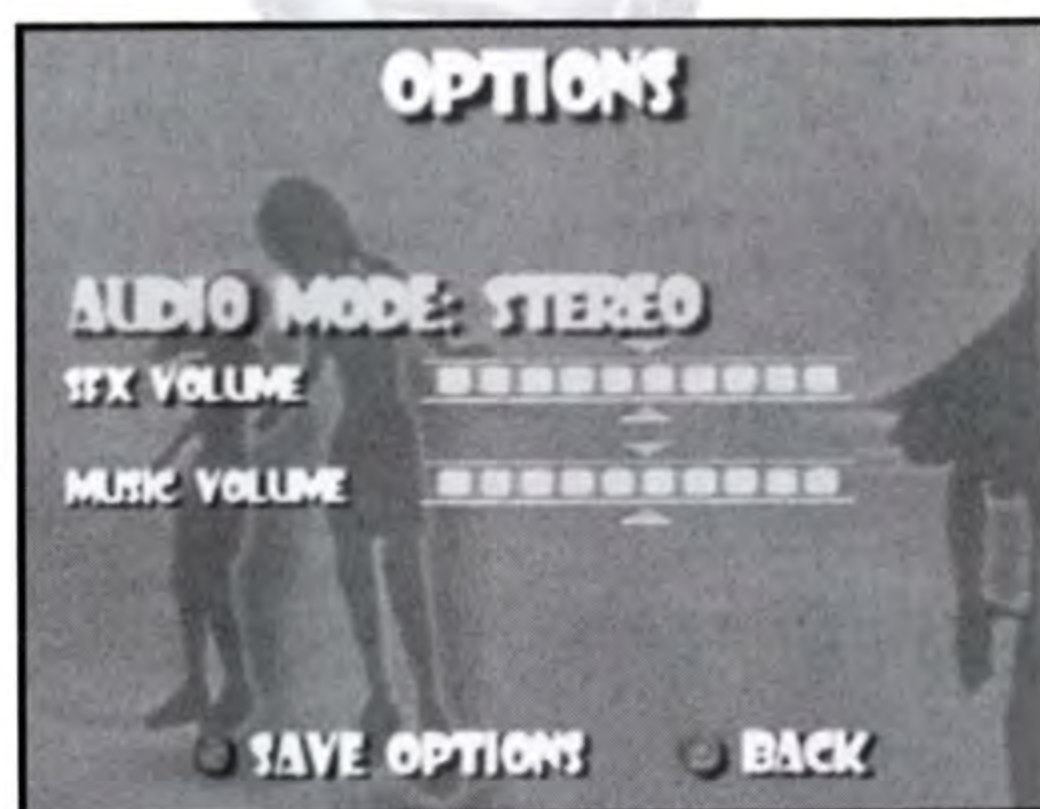 OPTIONS
AUDIO MODE: STEREO
SFX VOLUME
MUSIC VOLUME
SAVE OPTIONS BACK